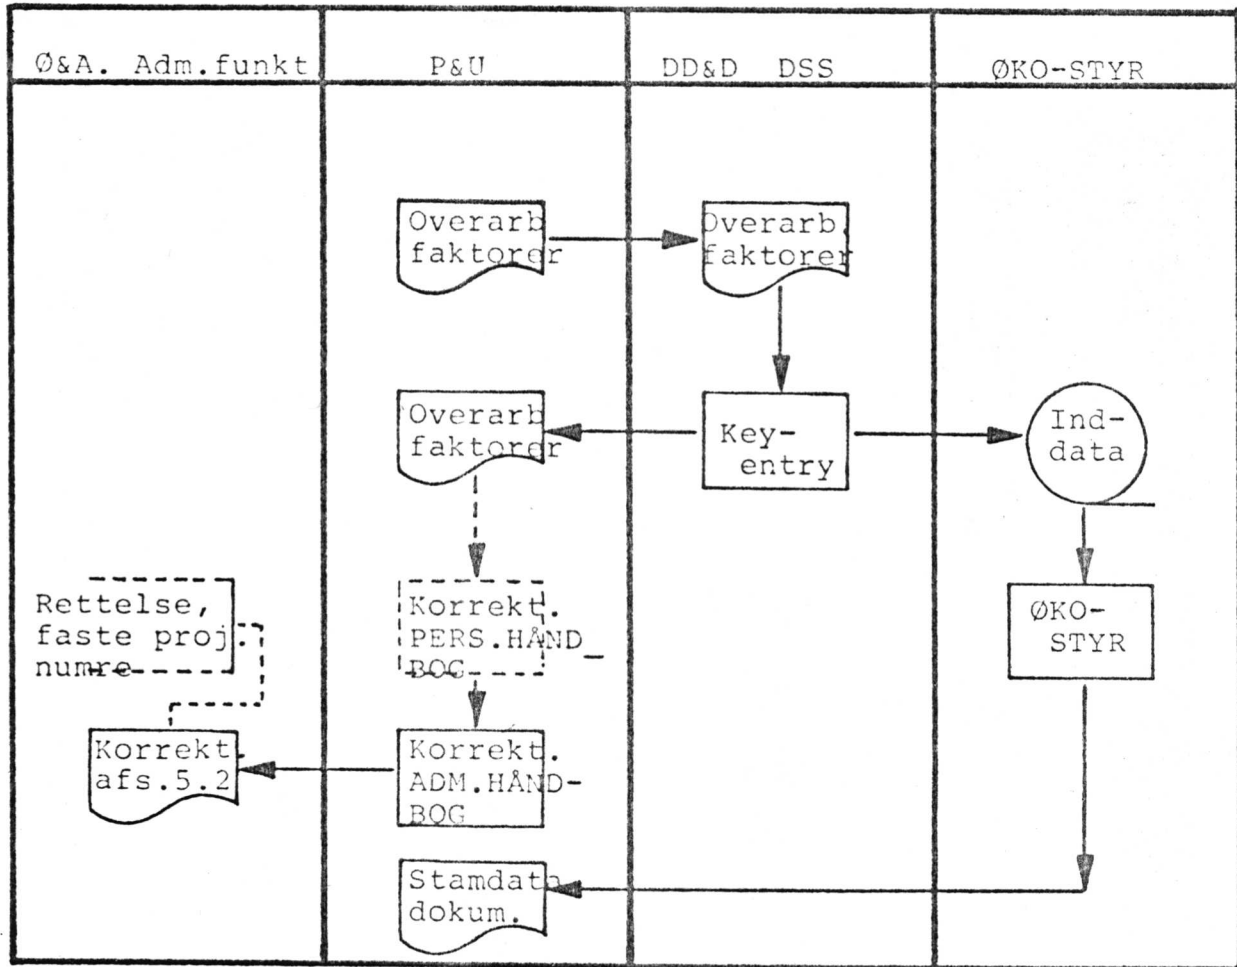 Ø&A. Adm.funkt
P&U
DD&D DSS
ØKO-STYR
Overarb
faktorer
Overarb.
faktorer
Overarb
faktorer
Key-
entry
Ind-
data
Rettelse,
faste proj.
numre
Korrekt.
PERS.HÅND_
BOG
ØKO-
STYR
Korrekt.
afs.5.2
Korrekt.
ADM.HÅND-
BOG
Stamdata
dokum.